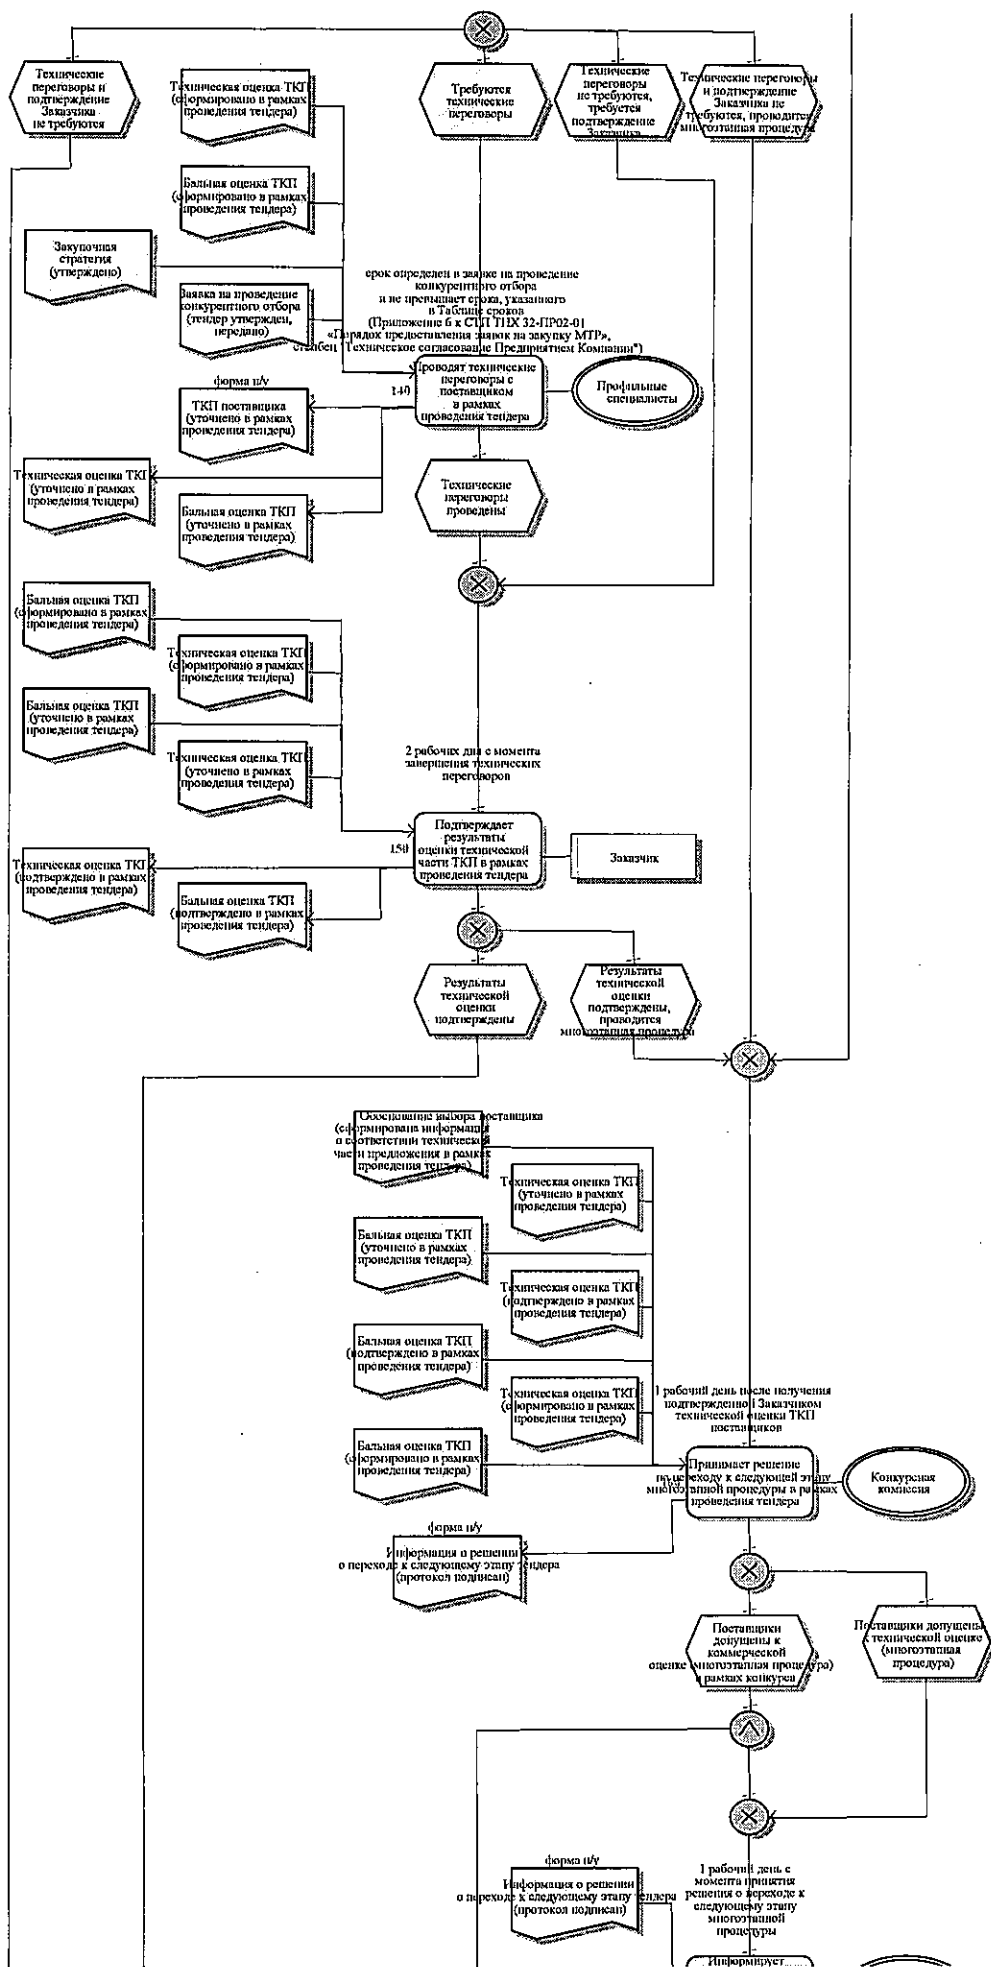 Технические
переговоры и
подтверждение
Заказчика
не требуются
Техническая оценка ТКП
(сформировано в рамках
проведения тендера)
Требуются
технические
переговоры
Технические
переговоры
не требуются,
требуется
подтверждение
Заказчика
Технические переговоры
и подтверждение
Заказчика не
требуются, проводится
многоэтапная процедура
Бальная оценка ТКП
(сформировано в рамках
проведения тендера)
Закупочная
стратегия
(утверждено)
Заявка на проведение
конкурентного отбора
(тендер утвержден,
передано)
срок определен в заявке на проведение
конкурентного отбора
и не превышает срока, указанного
в Таблице сроков
(Приложение 6 к СТП ТНХ 32-ПР02-01
«Порядок предоставления заявок на закупку МТР»,
столбец "Техническое согласование Предприятием Компании")
140
Проводят технические
переговоры с
поставщиком
в рамках
проведения тендера
Профильные
специалисты
форма н/у
ТКП поставщика
(уточнено в рамках
проведения тендера)
Техническая оценка ТКП
(уточнено в рамках
проведения тендера)
Бальная оценка ТКП
(уточнено в рамках
проведения тендера)
Технические
переговоры
проведены
Бальная оценка ТКП
(сформировано в рамках
проведения тендера)
Техническая оценка ТКП
(сформировано в рамках
проведения тендера)
Бальная оценка ТКП
(уточнено в рамках
проведения тендера)
Техническая оценка ТКП
(уточнено в рамках
проведения тендера)
2 рабочих дня с момента
завершения технических
переговоров
150
Подтверждает
результаты
оценки технической
части ТКП в рамках
проведения тендера
Заказчик
Техническая оценка ТКП
(подтверждено в рамках
проведения тендера)
Бальная оценка ТКП
(подтверждено в рамках
проведения тендера)
Результаты
технической
оценки
подтверждены
Результаты
технической
оценки
подтверждены,
проводится
многоэтапная процедура
Обоснование выбора поставщика
(сформирована информация
о соответствии технической
части предложения в рамках
проведения тендера)
Техническая оценка ТКП
(уточнено в рамках
проведения тендера)
Бальная оценка ТКП
(уточнено в рамках
проведения тендера)
Техническая оценка ТКП
(подтверждено в рамках
проведения тендера)
Бальная оценка ТКП
(подтверждено в рамках
проведения тендера)
Техническая оценка ТКП
(сформировано в рамках
проведения тендера)
Бальная оценка ТКП
(сформировано в рамках
проведения тендера)
1 рабочий день после получения
подтвержденной Заказчиком
технической оценки ТКП
поставщиков
Принимает решение
по переходу к следующей этапу
многоэтапной процедуры в рамках
проведения тендера
Конкурсная
комиссия
форма н/у
Информация о решении
о переходе к следующему этапу тендера
(протокол подписан)
Поставщики
допущены к
коммерческой
оценке (многоэтапная процедура)
в рамках конкурса
Поставщики допущены
к технической оценке
(многоэтапная
процедура)
форма н/у
Информация о решении
о переходе к следующему этапу тендера
(протокол подписан)
1 рабочий день с
момента принятия
решения о переходе к
следующему этапу
многоэтапной
процедуры
Информирует